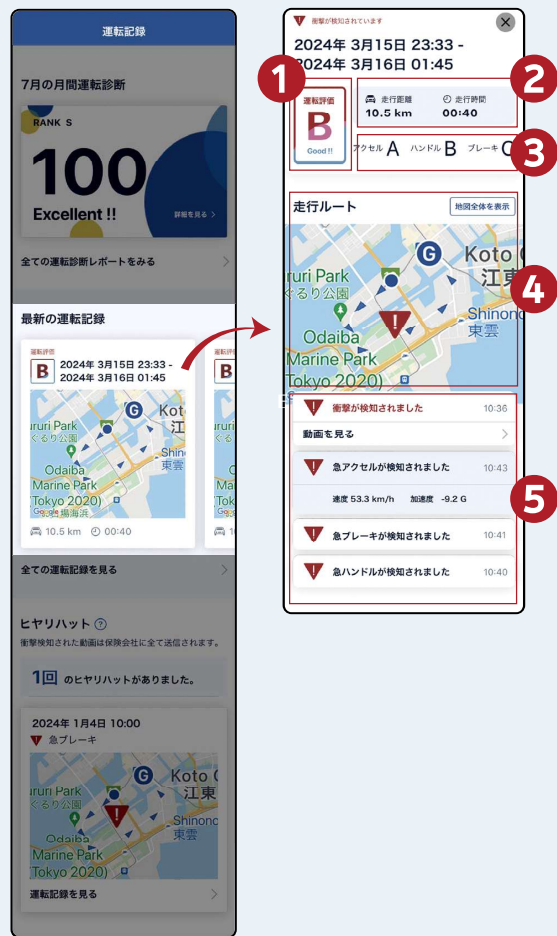 運転記録
7月の月間運転診断
RANK S
100
Excellent !!
詳細を見る >
全ての運転診断レポートをみる
最新の運転記録
運転評価
B
2024年 3月15日 23:33 -
2024年 3月16日 01:45
G
Kot
江
ruri Park
ぐるり公園
Shin
東雲
Odaiba
Marine Park
(Tokyo 2020)
Google
10.5 km
00:40
B
全ての運転記録を見る
ヒヤリハット ?
衝撃検知された動画は保険会社に全て送信されます。
1回 のヒヤリハットがありました。
2024年 1月4日 10:00
急ブレーキ
G
Koto
江東
ruri Park
ぐるり公園
Shinono
東雲
Odaiba
Marine Park
Tokyo 2020)
運転記録を見る
衝撃が検知されています
2024年 3月15日 23:33 -
2024年 3月16日 01:45
1
運転評価
B
Good !!
2
走行距離
10.5 km
走行時間
00:40
3
アクセル A ハンドル B ブレーキ C
走行ルート
地図全体を表示
4
G
Koto
江東
ruri Park
ぐるり公園
Shinono
東雲
Odaiba
Marine Park
Tokyo 2020)
5
衝撃が検知されました 10:36
動画を見る
急アクセルが検知されました 10:43
速度 53.3 km/h 加速度 -9.2 G
急ブレーキが検知されました 10:41
急ハンドルが検知されました 10:40